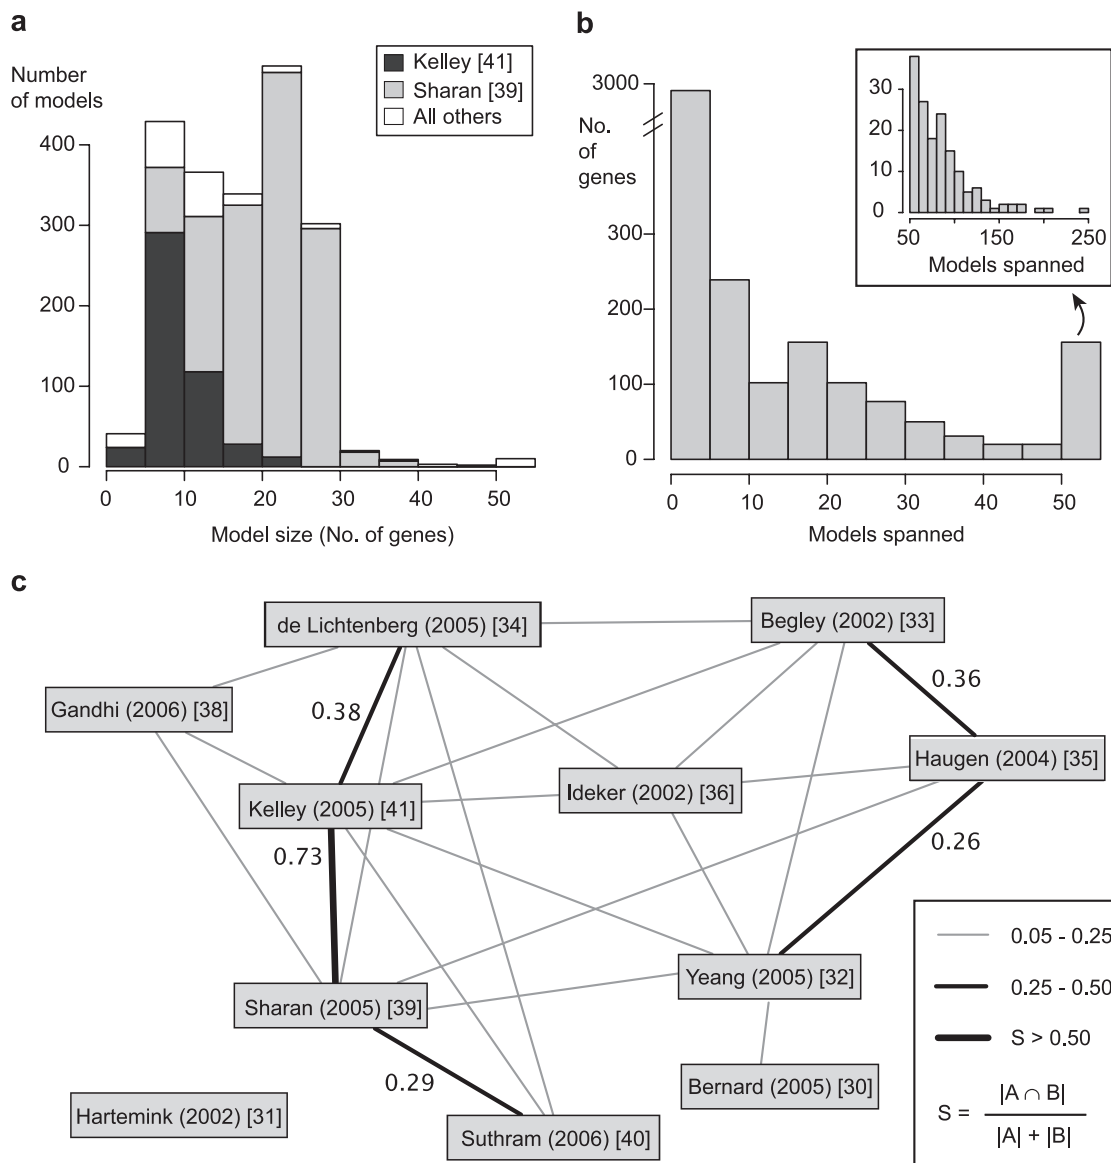 a
Number
of models
Kelley [41]
Sharan [39]
All others
400
300
200
100
0
0 10 20 30 40 50
Model size (No. of genes)
b
3000
No.
of
genes
300
200
100
0
0 10 20 30 40 50
Models spanned
30
20
10
0
50 150 250
Models spanned
c
de Lichtenberg (2005) [34]
Begley (2002) [33]
Gandhi (2006) [38]
0.38
0.36
Haugen (2004) [35]
Kelley (2005) [41]
Ideker (2002) [36]
0.73
0.26
Sharan (2005) [39]
Yeang (2005) [32]
0.29
Bernard (2005) [30]
Hartemink (2002) [31]
Suthram (2006) [40]
0.05 - 0.25
0.25 - 0.50
S > 0.50
S = |A ∩ B|
|A| + |B|